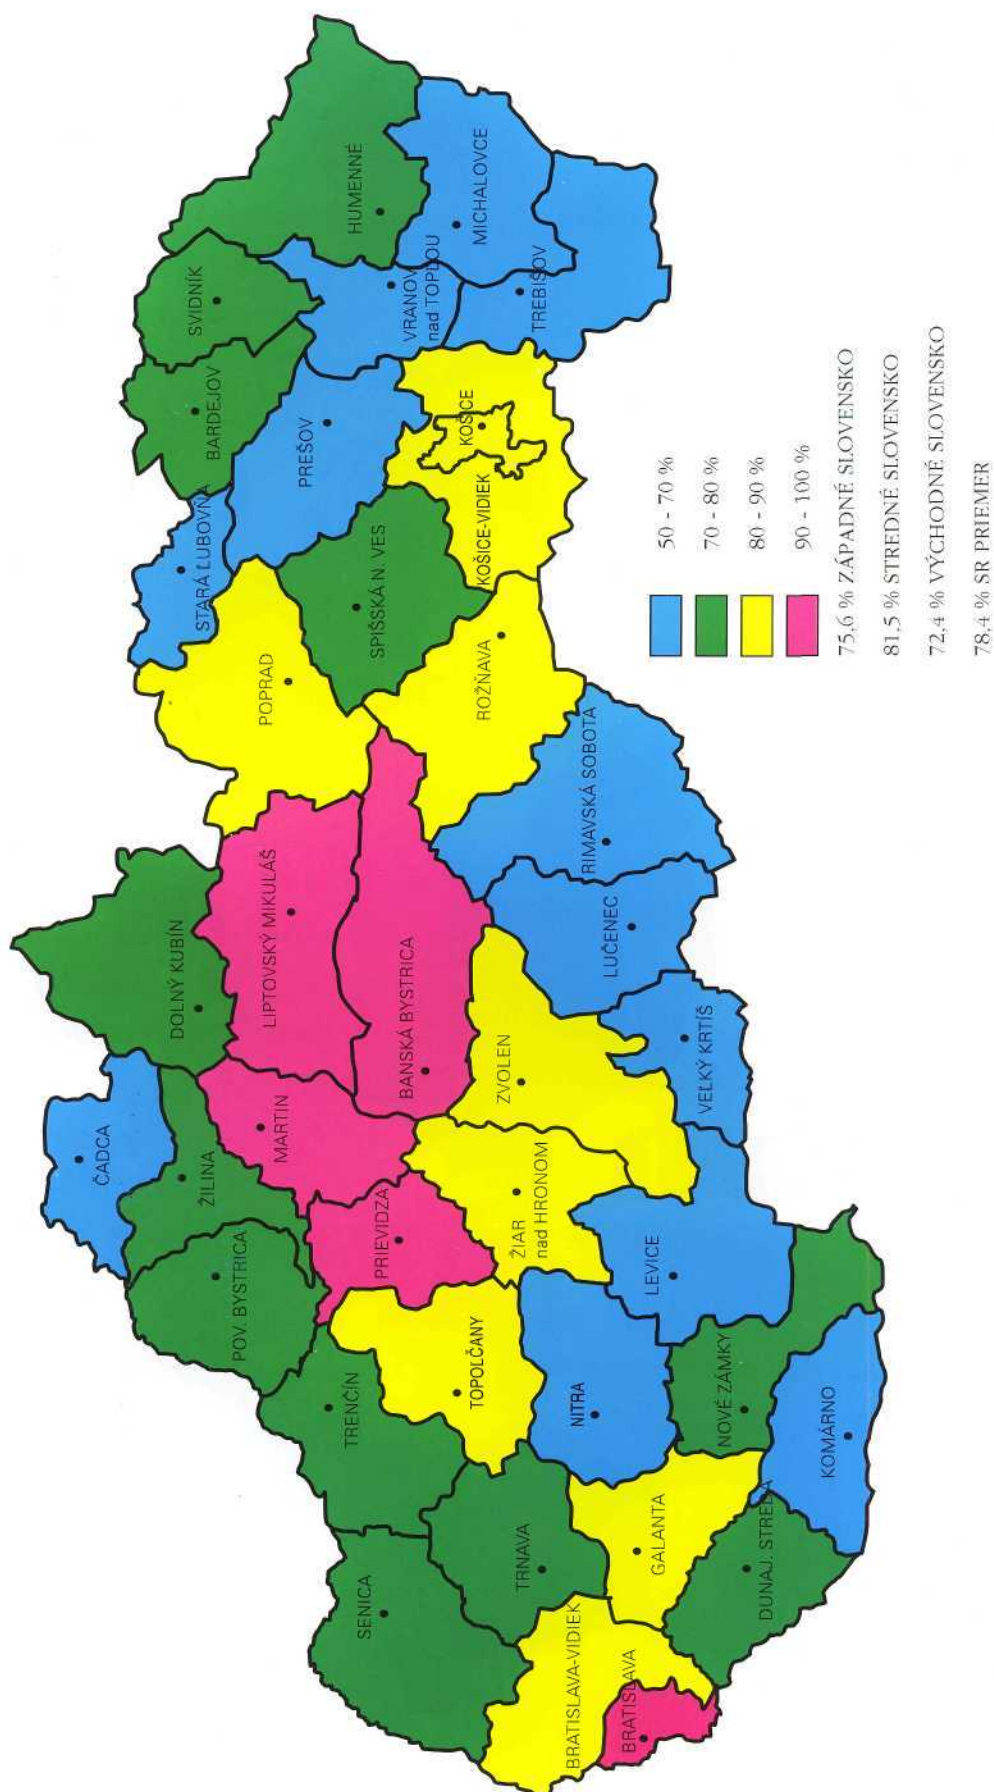 ČADCA
DOLNÝ KUBÍN
ŽILINA
POV. BYSTRICA
MARTIN
LIPTOVSKÝ MIKULÁŠ
POPRAD
STARÁ ĽUBOVŇA
BARDEJOV
SVIDNÍK
HUMENNÉ
TRENČÍN
PRIEVIDZA
BANSKÁ BYSTRICA
SPIŠSKÁ N. VES
PREŠOV
VRANOV
nad TOPĽOU
MICHALOVCE
SENICA
TOPOĽČANY
ŽIAR
nad HRONOM
ZVOLEN
ROŽŇAVA
KOŠICE-VIDIEK
KOŠICE
TREBIŠOV
TRNAVA
NITRA
LEVICE
LUČENEC
RIMAVSKÁ SOBOTA
BRATISLAVA-VIDIEK
BRATISLAVA
GALANTA
NOVÉ ZÁMKY
VEĽKÝ KRTÍŠ
DUNAJ. STREDA
KOMÁRNO
50 - 70 %
70 - 80 %
80 - 90 %
90 - 100 %
75,6 % ZÁPADNÉ SLOVENSKO
81,5 % STREDNÉ SLOVENSKO
72,4 % VÝCHODNÉ SLOVENSKO
78,4 % SR PRIEMER